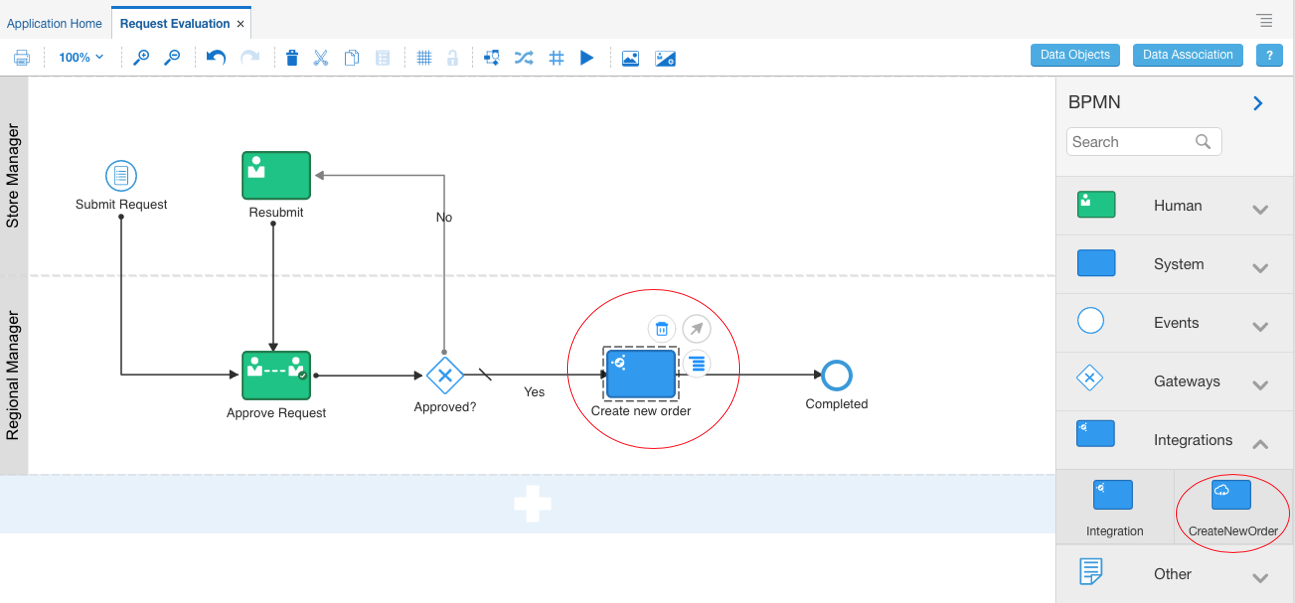 Application Home
Request Evaluation ×
100%
Data Objects
Data Association
?
Store Manager
Submit Request
Resubmit
No
Regional Manager
Approve Request
Approved?
Yes
Create new order
Completed
BPMN
Search
Human
System
Events
Gateways
Integrations
Integration
CreateNewOrder
Other